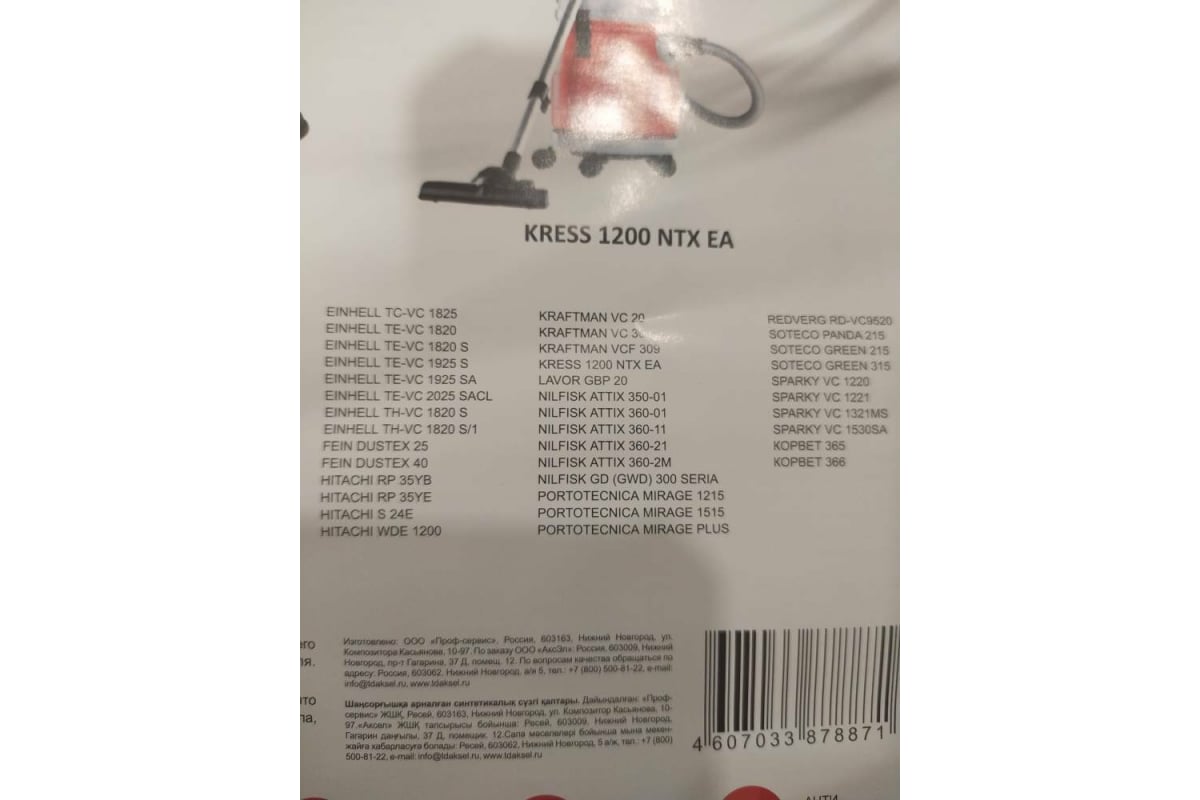 KRESS 1200 NTX EA
EINHELL TC-VC 1825
EINHELL TE-VC 1820
EINHELL TE-VC 1820 S
EINHELL TE-VC 1925 S
EINHELL TE-VC 1925 SA
EINHELL TE-VC 2025 SACL
EINHELL TH-VC 1820 S
EINHELL TH-VC 1820 S/1
FEIN DUSTEX 25
FEIN DUSTEX 40
HITACHI RP 35YB
HITACHI RP 35YE
HITACHI S 24E
HITACHI WDE 1200
KRAFTMAN VC 20
KRAFTMAN VC
KRAFTMAN VCF 309
KRESS 1200 NTX EA
LAVOR GBP 20
NILFISK ATTIX 350-01
NILFISK ATTIX 360-01
NILFISK ATTIX 360-11
NILFISK ATTIX 360-21
NILFISK ATTIX 360-2M
NILFISK GD (GWD) 300 SERIA
PORTOTECNICA MIRAGE 1215
PORTOTECNICA MIRAGE 1515
PORTOTECNICA MIRAGE PLUS
REDVERG RD-VC9520
SOTECO PANDA 215
SOTECO GREEN 215
SOTECO GREEN 315
SPARKY VC 1220
SPARKY VC 1221
SPARKY VC 1321MS
SPARKY VC 1530SA
КОРВЕТ 365
КОРВЕТ 366
Изготовлено: ООО «Проф-сервис», Россия, 603163, Нижний Новгород, ул.
Композитора Касьянова, 10-97. По заказу ООО «АксЭл»: Россия, 603009, Нижний
Новгород, пр-т Гагарина, 37 Д, помещ. 12. По вопросам качества обращаться по
адресу: Россия, 603062, Нижний Новгород, а/я 5, тел.: +7 (800) 500-81-22, e-mail:
info@tdaksel.ru, www.tdaksel.ru
Шаңсорғышқа арналған синтетикалық сүзгі қаптары. Дайындалған: «Проф-
сервис» ЖШҚ, Ресей, 603163, Нижний Новгород, ул. Композитор Касьянова, 10-
97.«Аксел» ЖШҚ тапсырысы бойынша: Ресей, 603009, Нижний Новгород,
Гагарин даңғылы, 37 Д, помещик. 12.Сапа мәселелері бойынша мына мекен-
жайға хабарласуға болады: Ресей, 603062, Нижний Новгород, 5 а/ж, тел.: +7 (800)
500-81-22, e-mail: info@tdaksel.ru, www.tdaksel.ru
4 607033 878871
АНТИ